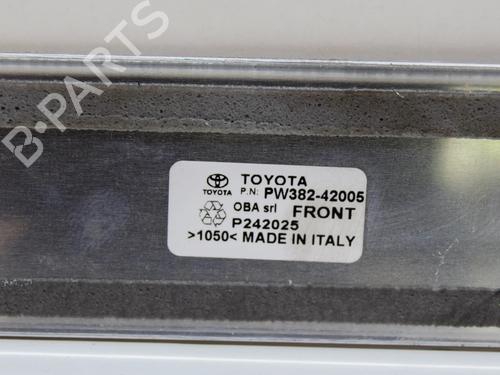 B-PARTS
TOYOTA
TOYOTA
P.N: PW382-42005
OBA srl FRONT
P242025
>1050< MADE IN ITALY